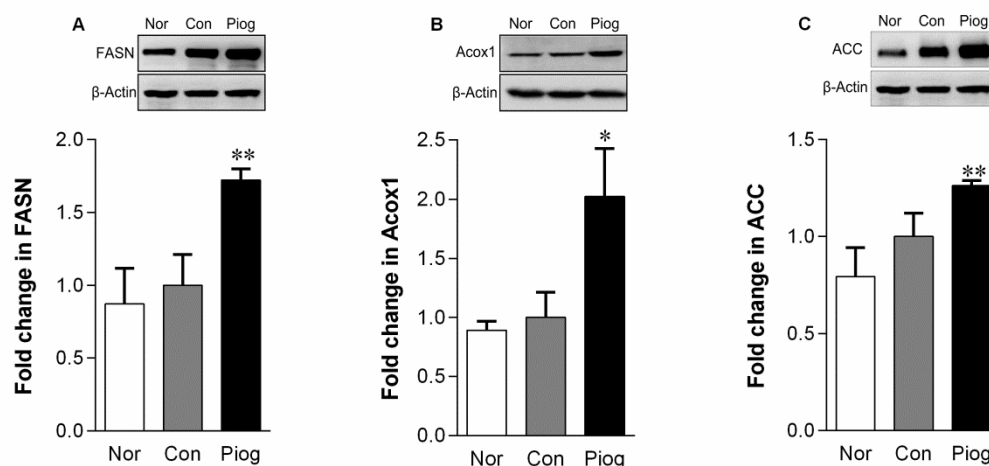 A
Nor Con Piog
FASN
β-Actin
Fold change in FASN
2.0
1.5
1.0
0.5
0.0
**
Nor Con Piog
B
Nor Con Piog
Acox1
β-Actin
Fold change in Acox1
2.5
2.0
1.5
1.0
0.5
0.0
*
Nor Con Piog
C
Nor Con Piog
ACC
β-Actin
Fold change in ACC
1.5
1.0
0.5
0.0
**
Nor Con Piog